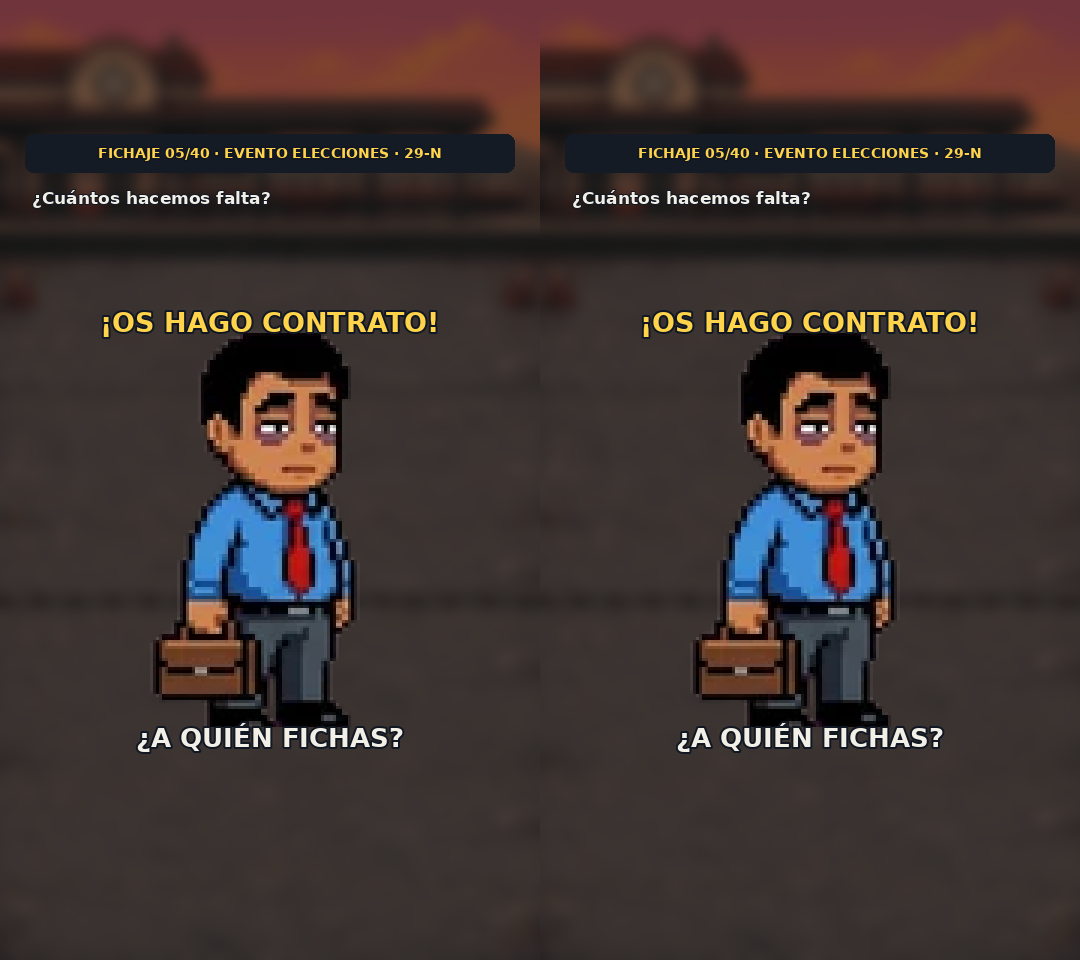 FICHAJE 05/40 · EVENTO ELECCIONES · 29-N
¿Cuántos hacemos falta?
¡OS HAGO CONTRATO!
¿A QUIÉN FICHAS?
FICHAJE 05/40 · EVENTO ELECCIONES · 29-N
¿Cuántos hacemos falta?
¡OS HAGO CONTRATO!
¿A QUIÉN FICHAS?